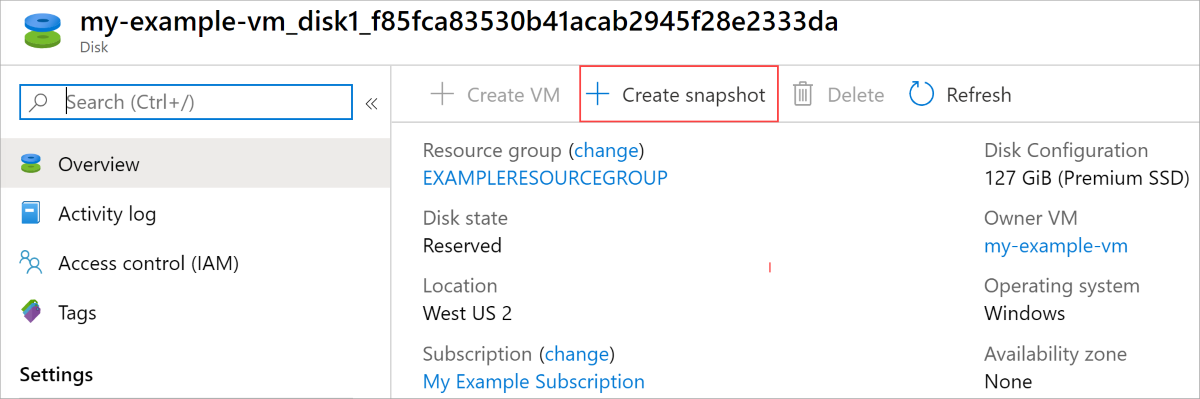 my-example-vm_disk1_f85fca83530b41acab2945f28e2333da
Disk
Search (Ctrl+/)
«
Overview
Activity log
Access control (IAM)
Tags
Settings
Create VM
Create snapshot
Delete
Refresh
Resource group (change)
EXAMPLERESOURCEGROUP
Disk state
Reserved
Location
West US 2
Subscription (change)
My Example Subscription
Disk Configuration
127 GiB (Premium SSD)
Owner VM
my-example-vm
Operating system
Windows
Availability zone
None